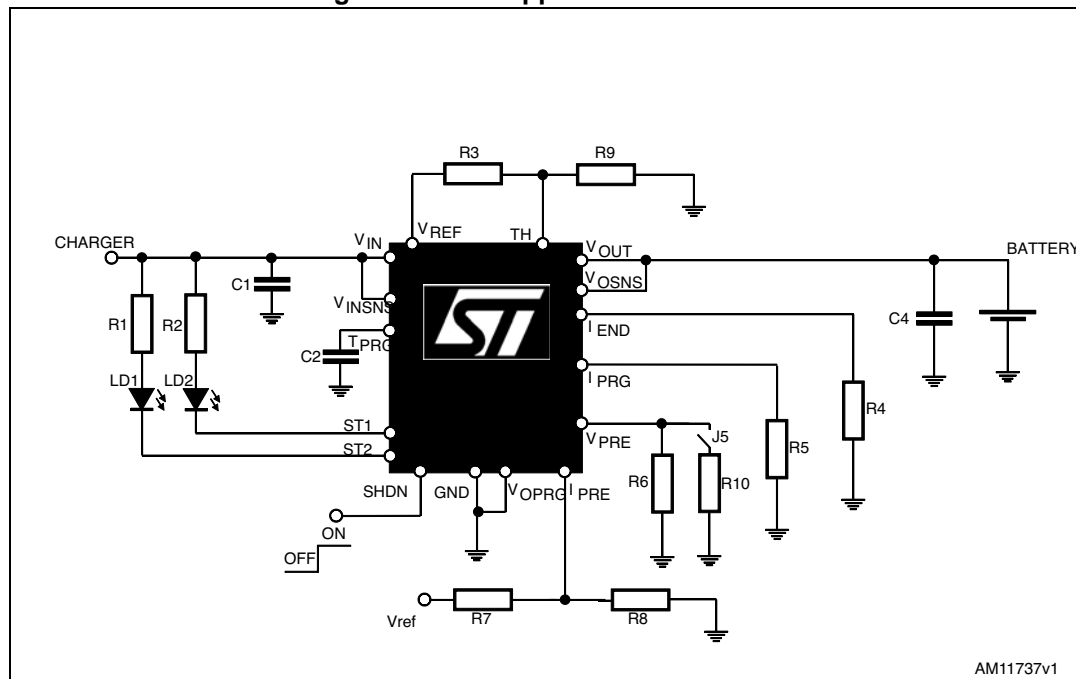 R3
R9
VREF
TH
CHARGER
VIN
VOUT
BATTERY
C1
VOSNS
VINSNS
R1
R2
ST
IEND
C4
TPRG
C2
IPRG
LD1
LD2
R4
ST1
VPRE
J5
R5
ST2
R6
R10
SHDN
GND
VOPRG
IPRE
ON
OFF
Vref
R7
R8
AM11737v1